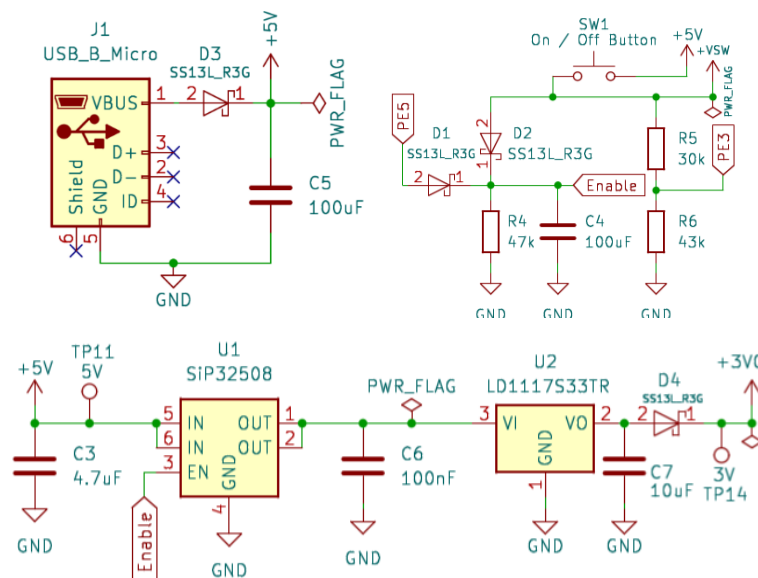 J1
USB_B_Micro
VBUS
D+
D-
ID
Shield
GND
1
3
2
4
6
5
D3
SS13L_R3G
2
1
+5V
PWR_FLAG
C5
100uF
GND
SW1
On / Off Button
+5V
+VSW
PWR_FLAG
PE5
D1
SS13L_R3G
2
1
D2
SS13L_R3G
2
1
Enable
R5
30k
PE3
R4
47k
C4
100uF
R6
43k
GND
GND
GND
+5V
TP11
5V
C3
4.7uF
GND
U1
SiP32508
5
IN
6
IN
3
EN
OUT
1
OUT
2
GND
4
Enable
GND
PWR_FLAG
C6
100nF
GND
U2
LD1117S33TR
3
VI
VO
2
GND
1
GND
C7
10uF
GND
D4
SS13L_R3G
2
1
3V
TP14